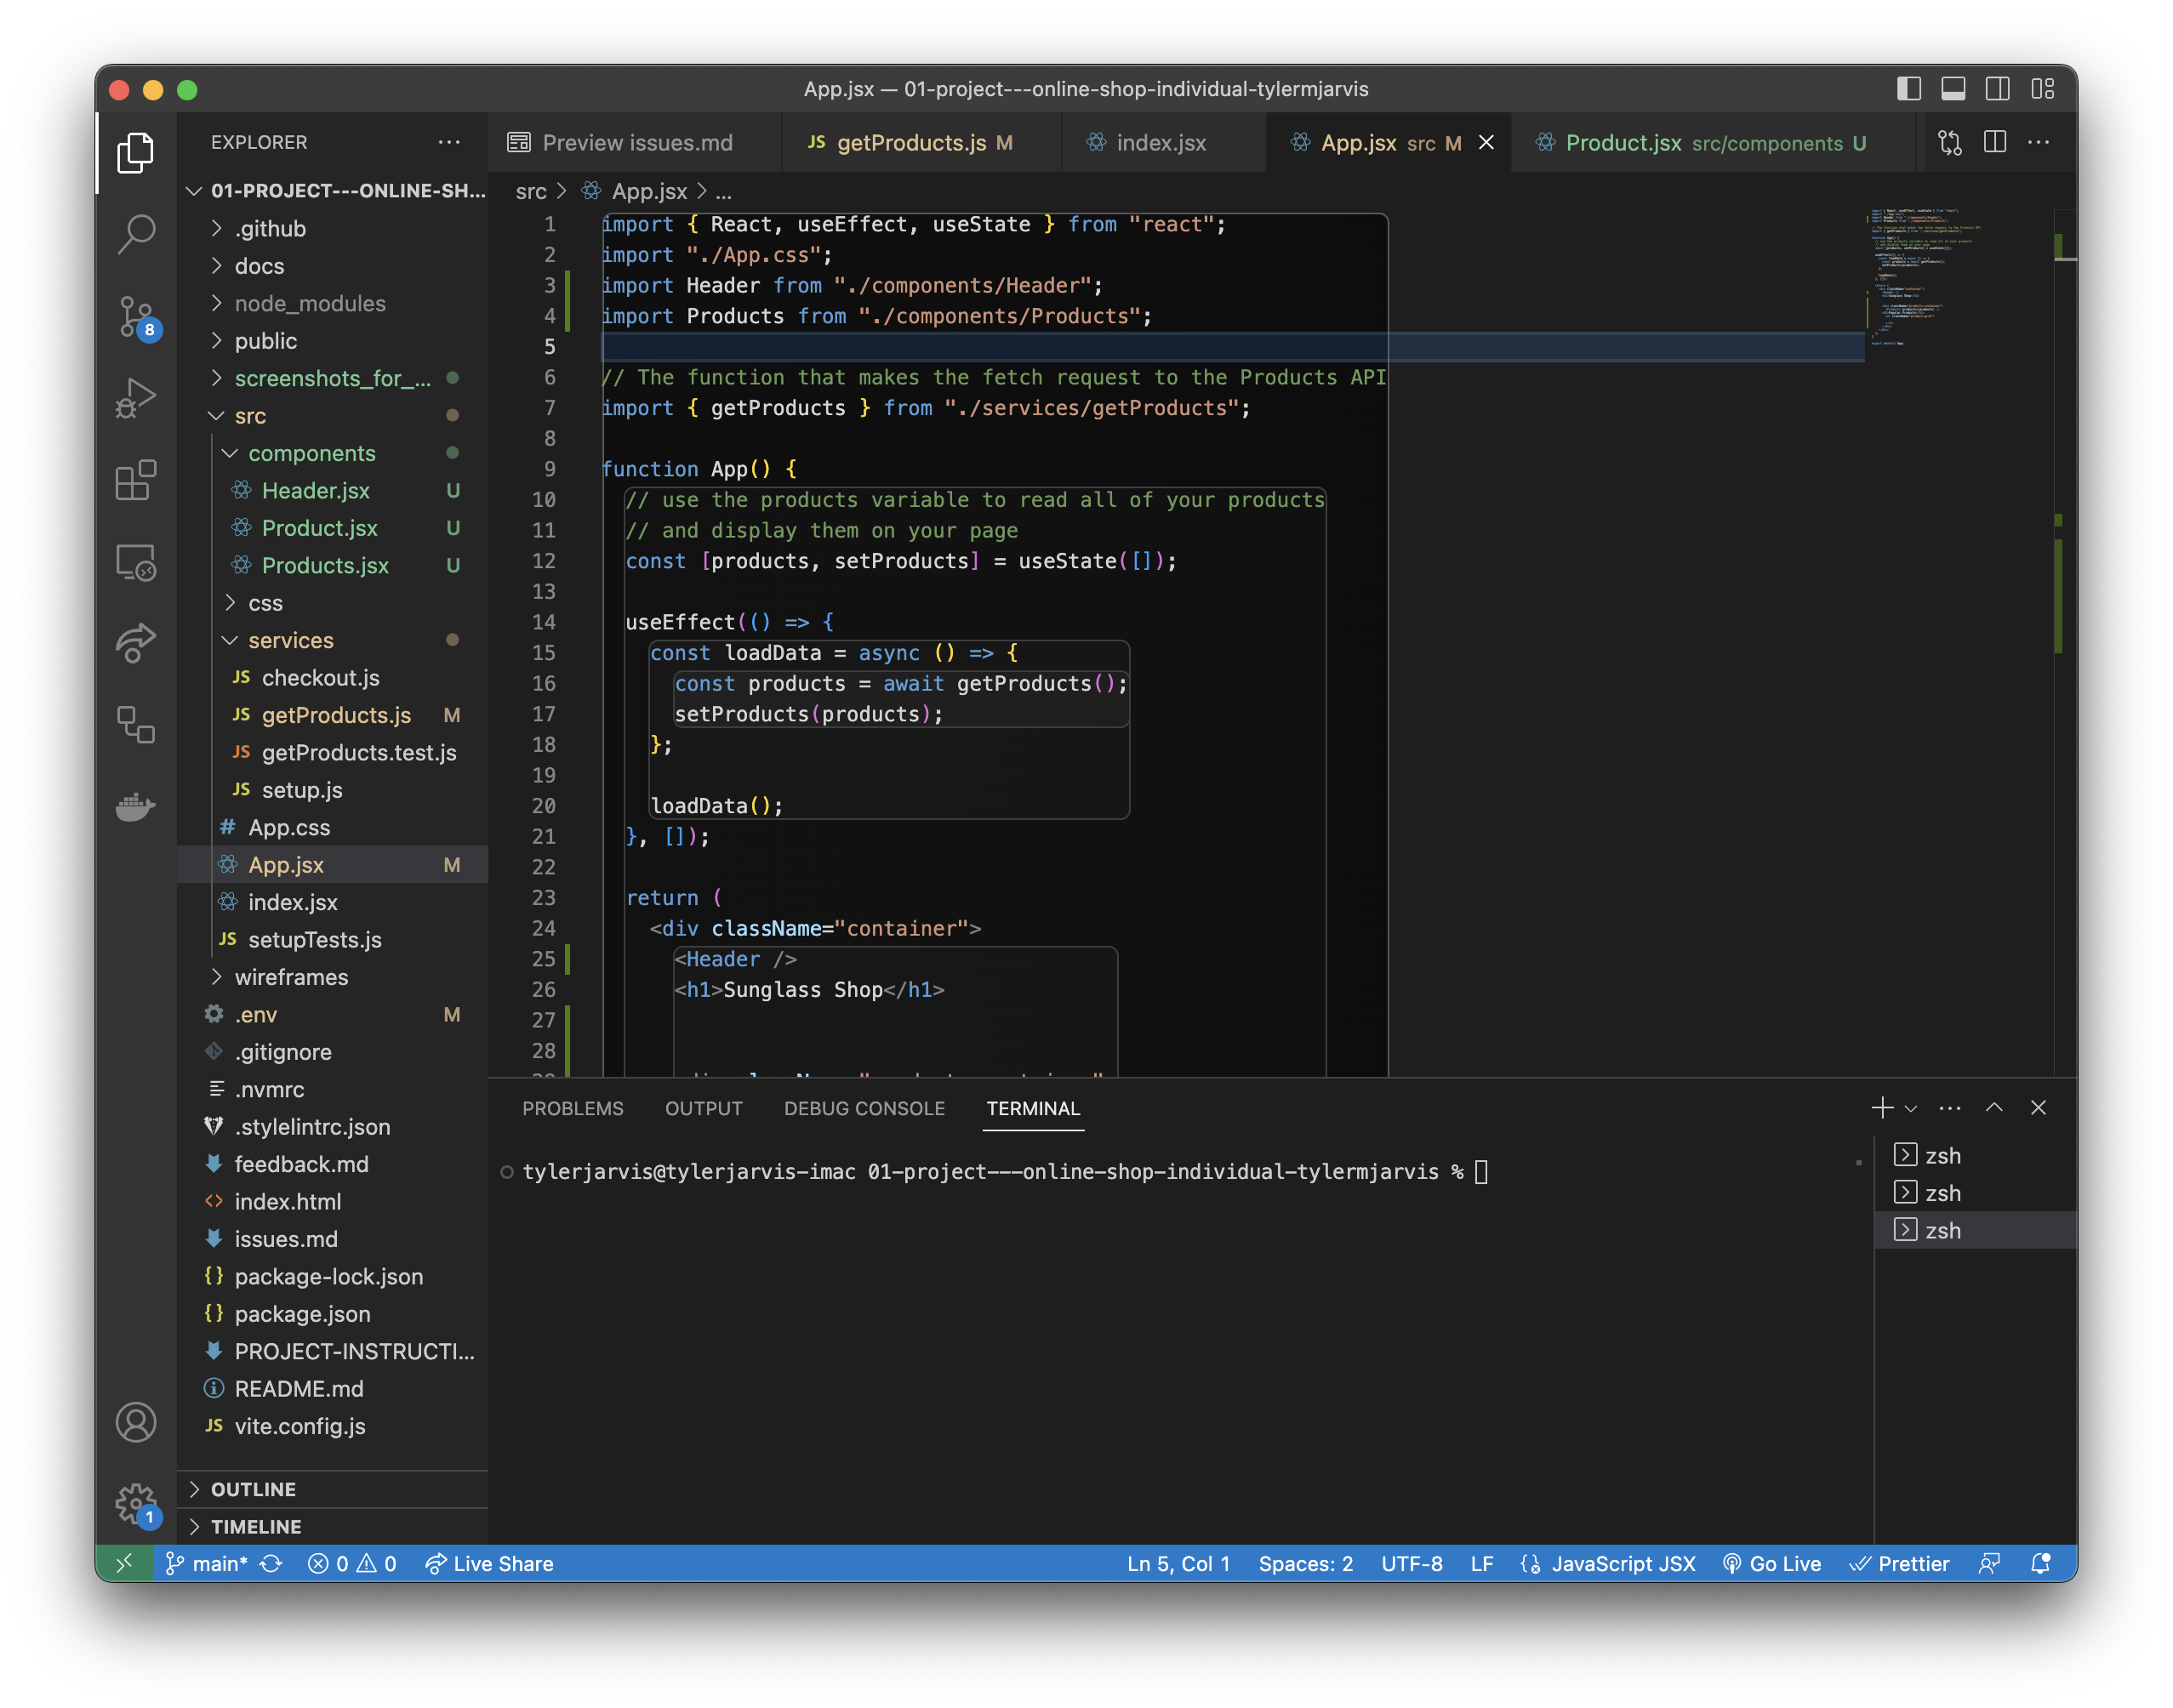 App.jsx — 01-project---online-shop-individual-tylermjarvis
EXPLORER
01-PROJECT---ONLINE-SH...
.github
docs
node_modules
public
screenshots_for_...
src
components
Header.jsx U
Product.jsx U
Products.jsx U
css
services
JS checkout.js
JS getProducts.js M
JS getProducts.test.js
JS setup.js
# App.css
App.jsx M
index.jsx
JS setupTests.js
wireframes
.env M
.gitignore
.nvmrc
.stylelintrc.json
feedback.md
index.html
issues.md
{} package-lock.json
{} package.json
PROJECT-INSTRUCTI...
README.md
JS vite.config.js
OUTLINE
TIMELINE
8
1
Preview issues.md
JS getProducts.js M
index.jsx
App.jsx src M
Product.jsx src/components U
src > App.jsx > ...
1 import { React, useEffect, useState } from "react";
2 import "./App.css";
3 import Header from "./components/Header";
4 import Products from "./components/Products";
5
6 // The function that makes the fetch request to the Products API
7 import { getProducts } from "./services/getProducts";
8
9 function App() {
10 // use the products variable to read all of your products
11 // and display them on your page
12 const [products, setProducts] = useState([]);
13
14 useEffect(() => {
15 const loadData = async () => {
16 const products = await getProducts();
17 setProducts(products);
18 };
19
20 loadData();
21 }, []);
22
23 return (
24 <div className="container">
25 <Header />
26 <h1>Sunglass Shop</h1>
27
28
PROBLEMS OUTPUT DEBUG CONSOLE TERMINAL
tylerjarvis@tylerjarvis-imac 01-project---online-shop-individual-tylermjarvis %
zsh
zsh
zsh
main* 0 0 Live Share Ln 5, Col 1 Spaces: 2 UTF-8 LF JavaScript JSX Go Live Prettier